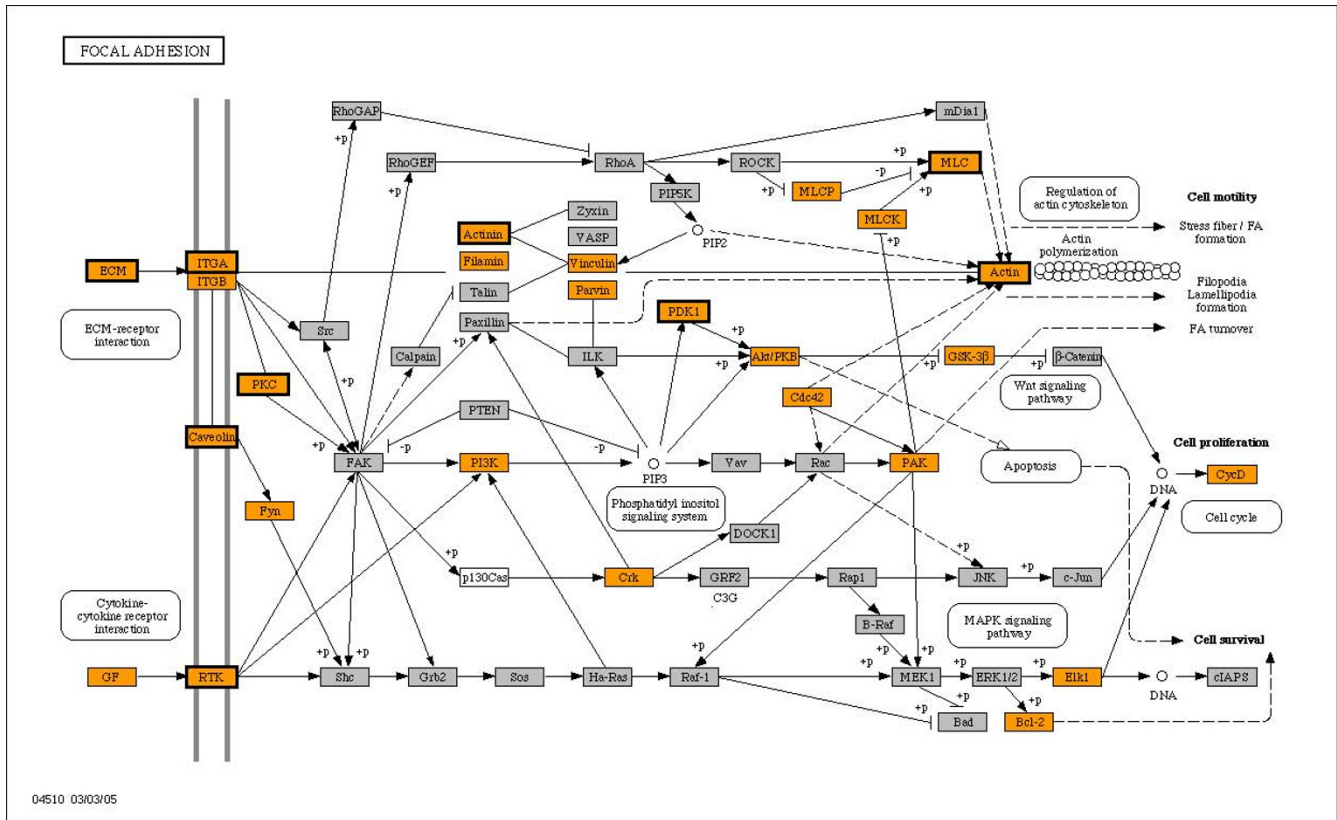 FOCAL ADHESION
RhoGAP
mDia1
+p
RhoGEF
RhoA
ROCK
+p
MLC
+p
-p
+p
MLCP
+p
PIP5K
MLCK
+p
Regulation of
actin cytoskeleton
Cell motility
Zyxin
Actinin
VASP
PIP2
Stress fiber / FA
formation
Actin
polymerization
ECM
ITGA
ITGB
Filamin
Vinculin
Actin
Talin
Parvin
Filopodia
Lamellipodia
formation
ECM-receptor
interaction
Src
Paxillin
PDK1
+p
FA turnover
Calpain
+p
ILK
+p
Akt/PKB
+p
GSK-3β
+p
β-Catenin
+p
PKC
Cdc42
Wnt signaling
pathway
PTEN
Caveolin
+p
-p
-p
Cell proliferation
FAK
PI3K
PIP3
Vav
Rac
PAK
Apoptosis
DNA
CycD
Phosphatidyl inositol
signaling system
Fyn
Cell cycle
DOCK1
+p
+p
+p
p130Cas
Crk
GRF2
C3G
Rap1
JNK
c-Jun
Cytokine-
cytokine receptor
interaction
B-Raf
MAPK signaling
pathway
Cell survival
+p
+p
+p
+p
+p
+p
+p
GF
RTK
Shc
Grb2
Sos
Ha-Ras
Raf-1
MEK1
ERK1/2
Elk1
DNA
cIAPS
+p
+p
+p
Bad
Bcl-2
04510 03/03/05